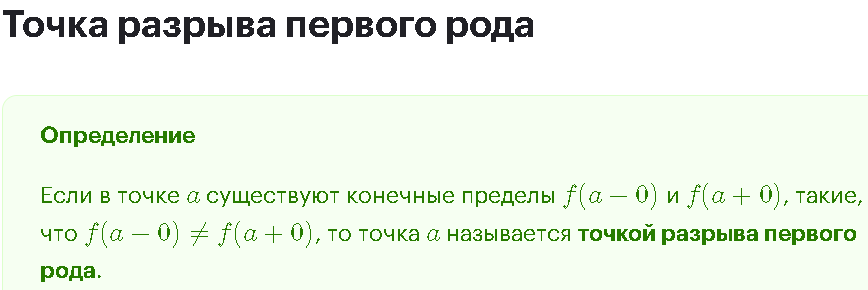 Точка разрыва первого рода
Определение
Если в точке a существуют конечные пределы f(a − 0) и f(a + 0), такие,
что f(a − 0) ≠ f(a + 0), то точка a называется точкой разрыва первого
рода.